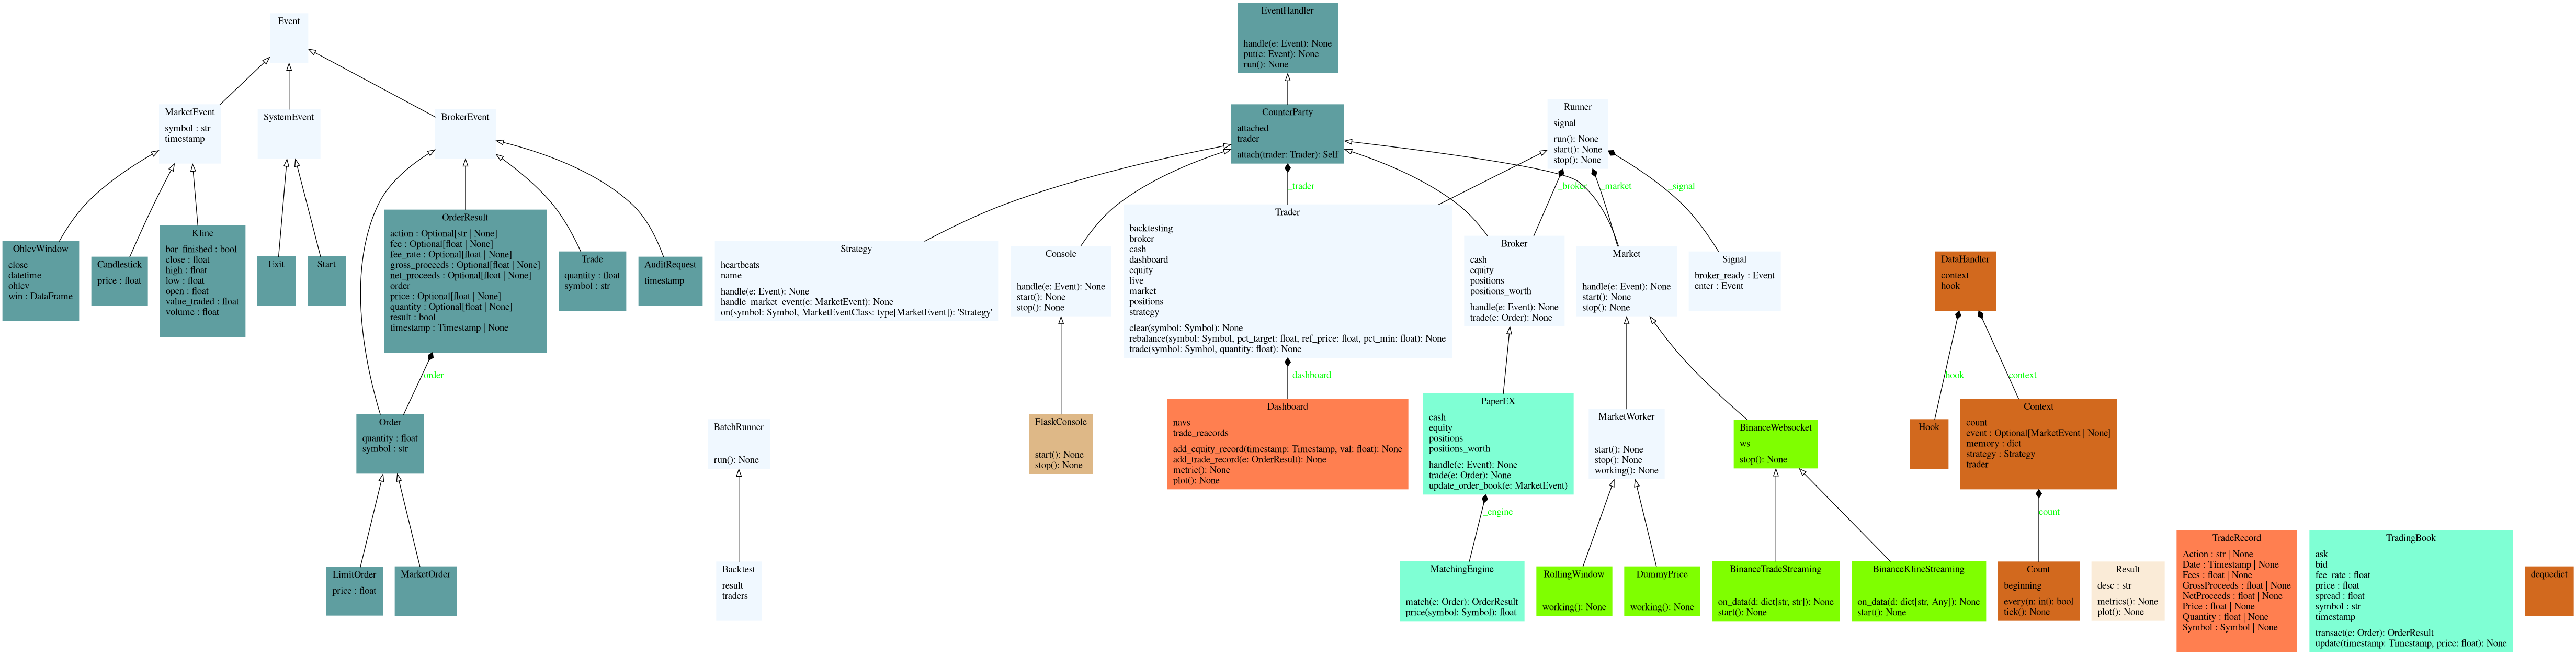 Event
EventHandler
handle(e: Event): None
put(e: Event): None
run(): None
MarketEvent
symbol : str
timestamp
SystemEvent
BrokerEvent
CounterParty
attached
trader
attach(trader: Trader): Self
Runner
signal
run(): None
start(): None
stop(): None
_trader
_broker
_market
_signal
OhlcvWindow
close
datetime
ohlcv
win : DataFrame
Candlestick
price : float
Kline
bar_finished : bool
close : float
high : float
low : float
open : float
value_traded : float
volume : float
Exit
Start
OrderResult
action : Optional[str | None]
fee : Optional[float | None]
fee_rate : Optional[float | None]
gross_proceeds : Optional[float | None]
net_proceeds : Optional[float | None]
order
price : Optional[float | None]
quantity : Optional[float | None]
result : bool
timestamp : Timestamp | None
Trade
quantity : float
symbol : str
AuditRequest
timestamp
Strategy
heartbeats
name
handle(e: Event): None
handle_market_event(e: MarketEvent): None
on(symbol: Symbol, MarketEventClass: type[MarketEvent]): 'Strategy'
Console
handle(e: Event): None
start(): None
stop(): None
Trader
backtesting
broker
cash
dashboard
equity
live
market
positions
strategy
clear(symbol: Symbol): None
rebalance(symbol: Symbol, pct_target: float, ref_price: float, pct_min: float): None
trade(symbol: Symbol, quantity: float): None
Broker
cash
equity
positions
positions_worth
handle(e: Event): None
trade(e: Order): None
Market
handle(e: Event): None
start(): None
stop(): None
Signal
broker_ready : Event
enter : Event
DataHandler
context
hook
order
_dashboard
hook
context
Order
quantity : float
symbol : str
BatchRunner
run(): None
FlaskConsole
start(): None
stop(): None
Dashboard
navs
trade_reacords
add_equity_record(timestamp: Timestamp, val: float): None
add_trade_record(e: OrderResult): None
metric(): None
plot(): None
PaperEX
cash
equity
positions
positions_worth
handle(e: Event): None
trade(e: Order): None
update_order_book(e: MarketEvent)
MarketWorker
start(): None
stop(): None
working(): None
BinanceWebsocket
ws
stop(): None
Hook
Context
count
event : Optional[MarketEvent | None]
memory : dict
strategy : Strategy
trader
_engine
count
LimitOrder
price : float
MarketOrder
Backtest
result
traders
MatchingEngine
match(e: Order): OrderResult
price(symbol: Symbol): float
RollingWindow
working(): None
DummyPrice
working(): None
BinanceTradeStreaming
on_data(d: dict[str, str]): None
start(): None
BinanceKlineStreaming
on_data(d: dict[str, Any]): None
start(): None
Count
beginning
every(n: int): bool
tick(): None
Result
desc : str
metrics(): None
plot(): None
TradeRecord
Action : str | None
Date : Timestamp | None
Fees : float | None
GrossProceeds : float | None
NetProceeds : float | None
Price : float | None
Quantity : float | None
Symbol : Symbol | None
TradingBook
ask
bid
fee_rate : float
price : float
spread : float
symbol : str
timestamp
transact(e: Order): OrderResult
update(timestamp: Timestamp, price: float): None
dequedict